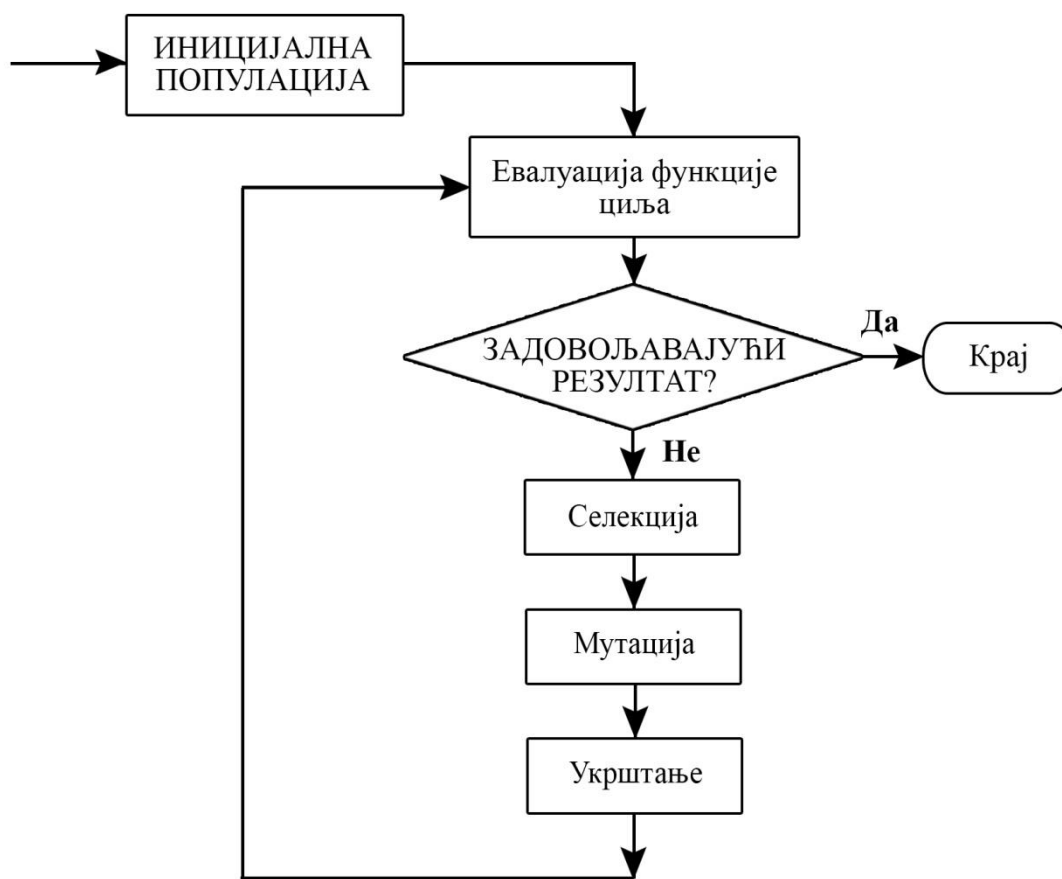 ИНИЦИЈАЛНА
ПОПУЛАЦИЈА
Евалуација функције
циља
ЗАДОВОЉАВАЈУЋИ
РЕЗУЛТАТ?
Да
Крај
Не
Селекција
Мутација
Укрштање